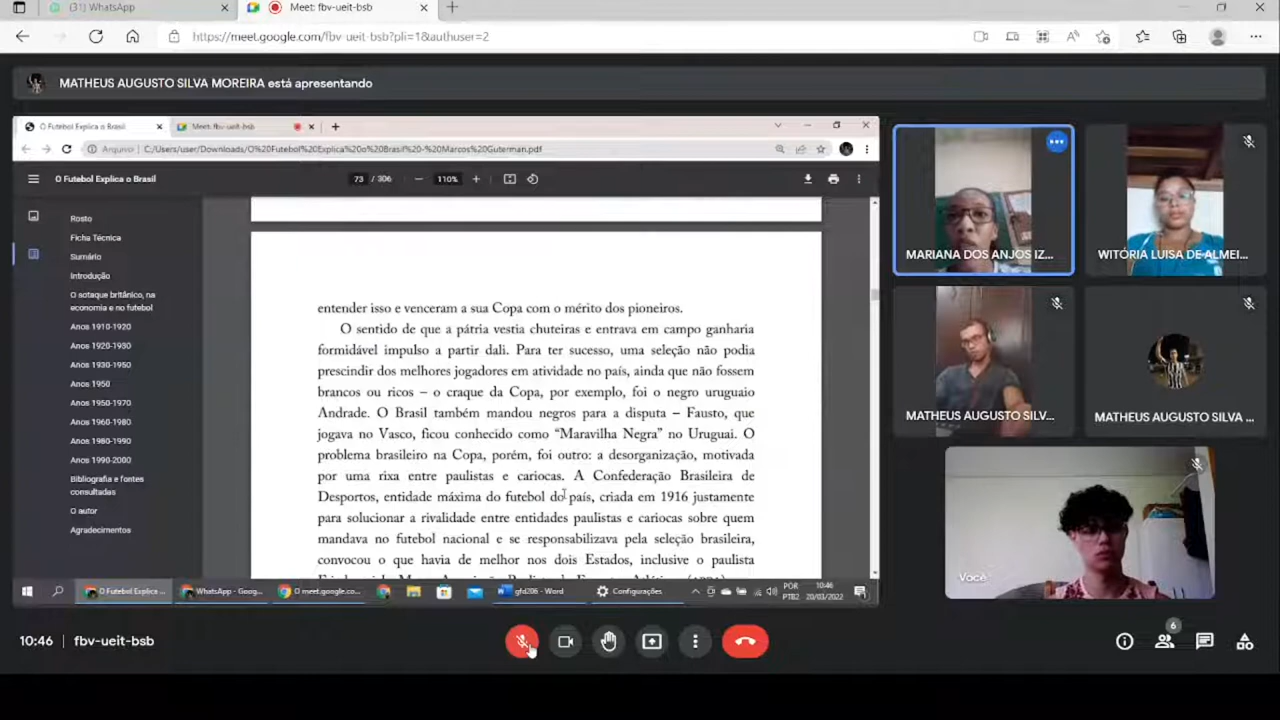 (31) WhatsApp
Meet: fbv-ueit-bsb
https://meet.google.com/fbv-ueit-bsb?pli=1&authuser=2
MATHEUS AUGUSTO SILVA MOREIRA está apresentando
O Futebol Explica o Brasil
Meet: fbv-ueit-bsb
Arquivo | C:/Users/user/Downloads/O%20Futebol%20Explica%20o%20Brasil%20-%20Marcos%20Guterman.pdf
O Futebol Explica o Brasil
73 / 306
110%
Rosto
Ficha Técnica
Sumário
Introdução
O sotaque britânico, na
economia e no futebol
Anos 1910-1920
Anos 1920-1930
Anos 1930-1950
Anos 1950
Anos 1950-1970
Anos 1960-1980
Anos 1980-1990
Anos 1990-2000
Bibliografia e fontes
consultadas
O autor
Agradecimentos
entender isso e venceram a sua Copa com o mérito dos pioneiros.
O sentido de que a pátria vestia chuteiras e entrava em campo ganharia
formidável impulso a partir dali. Para ter sucesso, uma seleção não podia
prescindir dos melhores jogadores em atividade no país, ainda que não fossem
brancos ou ricos – o craque da Copa, por exemplo, foi o negro uruguaio
Andrade. O Brasil também mandou negros para a disputa – Fausto, que
jogava no Vasco, ficou conhecido como “Maravilha Negra” no Uruguai. O
problema brasileiro na Copa, porém, foi outro: a desorganização, motivada
por uma rixa entre paulistas e cariocas. A Confederação Brasileira de
Desportos, entidade máxima do futebol do país, criada em 1916 justamente
para solucionar a rivalidade entre entidades paulistas e cariocas sobre quem
mandava no futebol nacional e se responsabilizava pela seleção brasileira,
convocou o que havia de melhor nos dois Estados, inclusive o paulista
O Futebol Explica ...
WhatsApp - Goog...
O meet.google.co...
gfd206 - Word
Configurações
POR
PTB2
10:46
20/03/2022
MARIANA DOS ANJOS IZ...
WITÓRIA LUISA DE ALMEI...
MATHEUS AUGUSTO SILV...
MATHEUS AUGUSTO SILVA ...
Você
10:46 | fbv-ueit-bsb
6